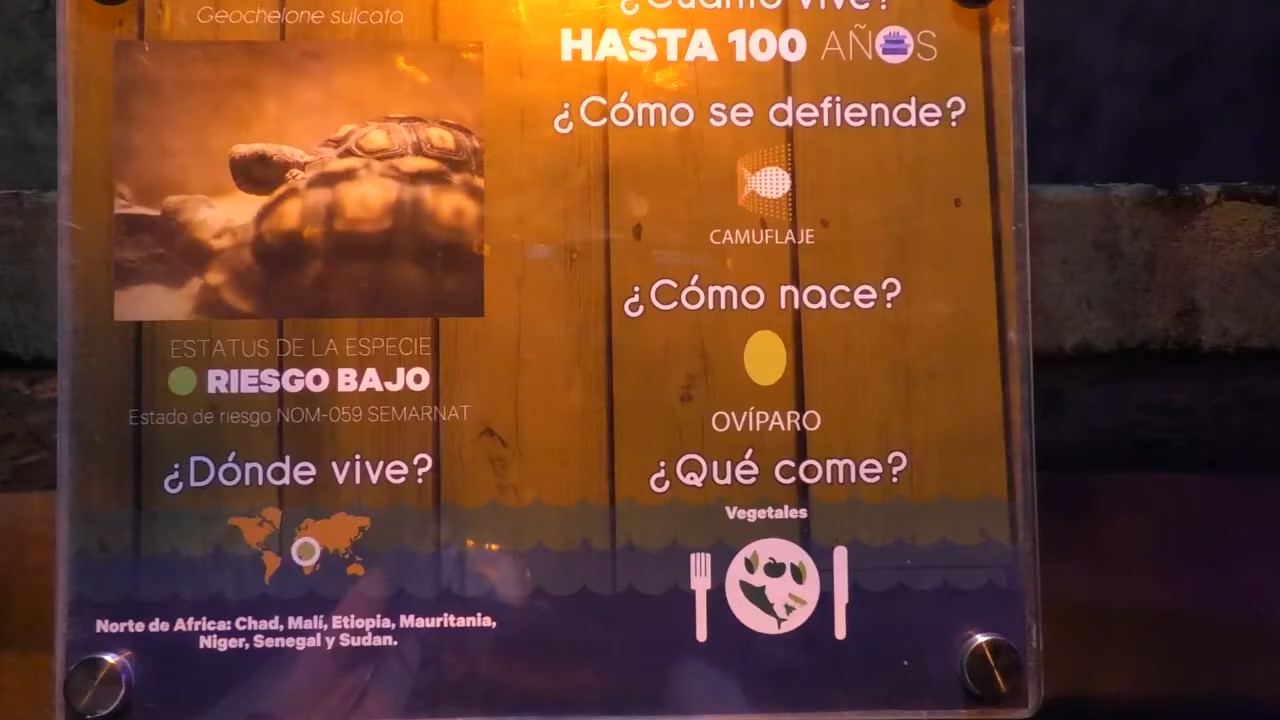 Geochelone sulcata
ESTATUS DE LA ESPECIE
RIESGO BAJO
Estado de riesgo NOM-059 SEMARNAT
¿Dónde vive?
Norte de Africa: Chad, Malí, Etiopia, Mauritania,
Niger, Senegal y Sudan.
¿Cuánto vive?
HASTA 100 AÑOS
¿Cómo se defiende?
CAMUFLAJE
¿Cómo nace?
OVÍPARO
¿Qué come?
Vegetales